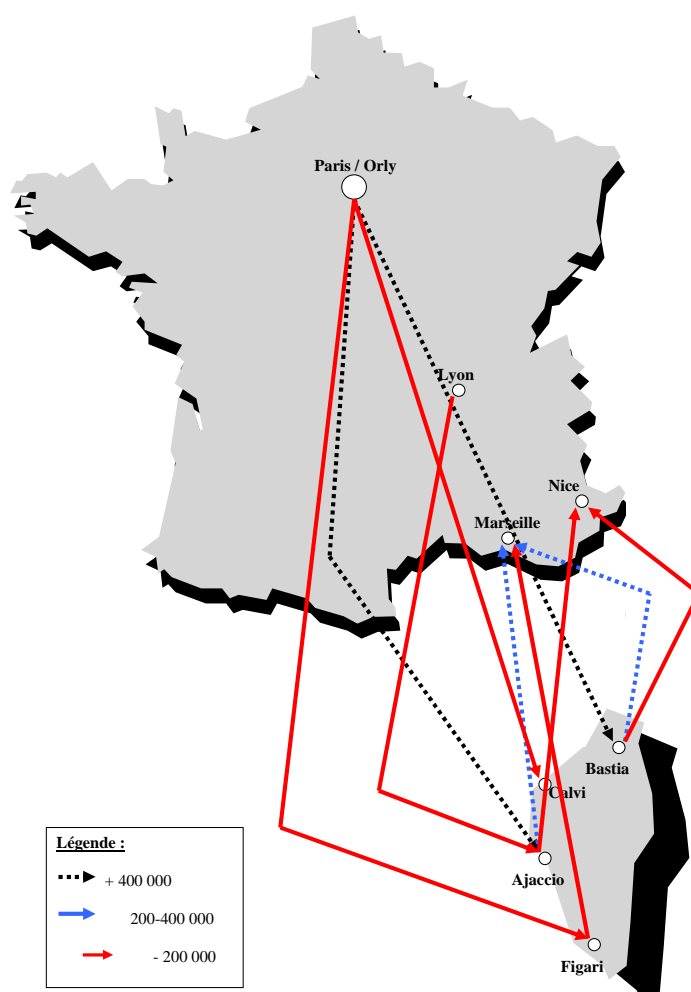 Paris / Orly
Lyon
Nice
Marseille
Bastia
Calvi
Ajaccio
Figari
Légende :
+ 400 000
200-400 000
- 200 000